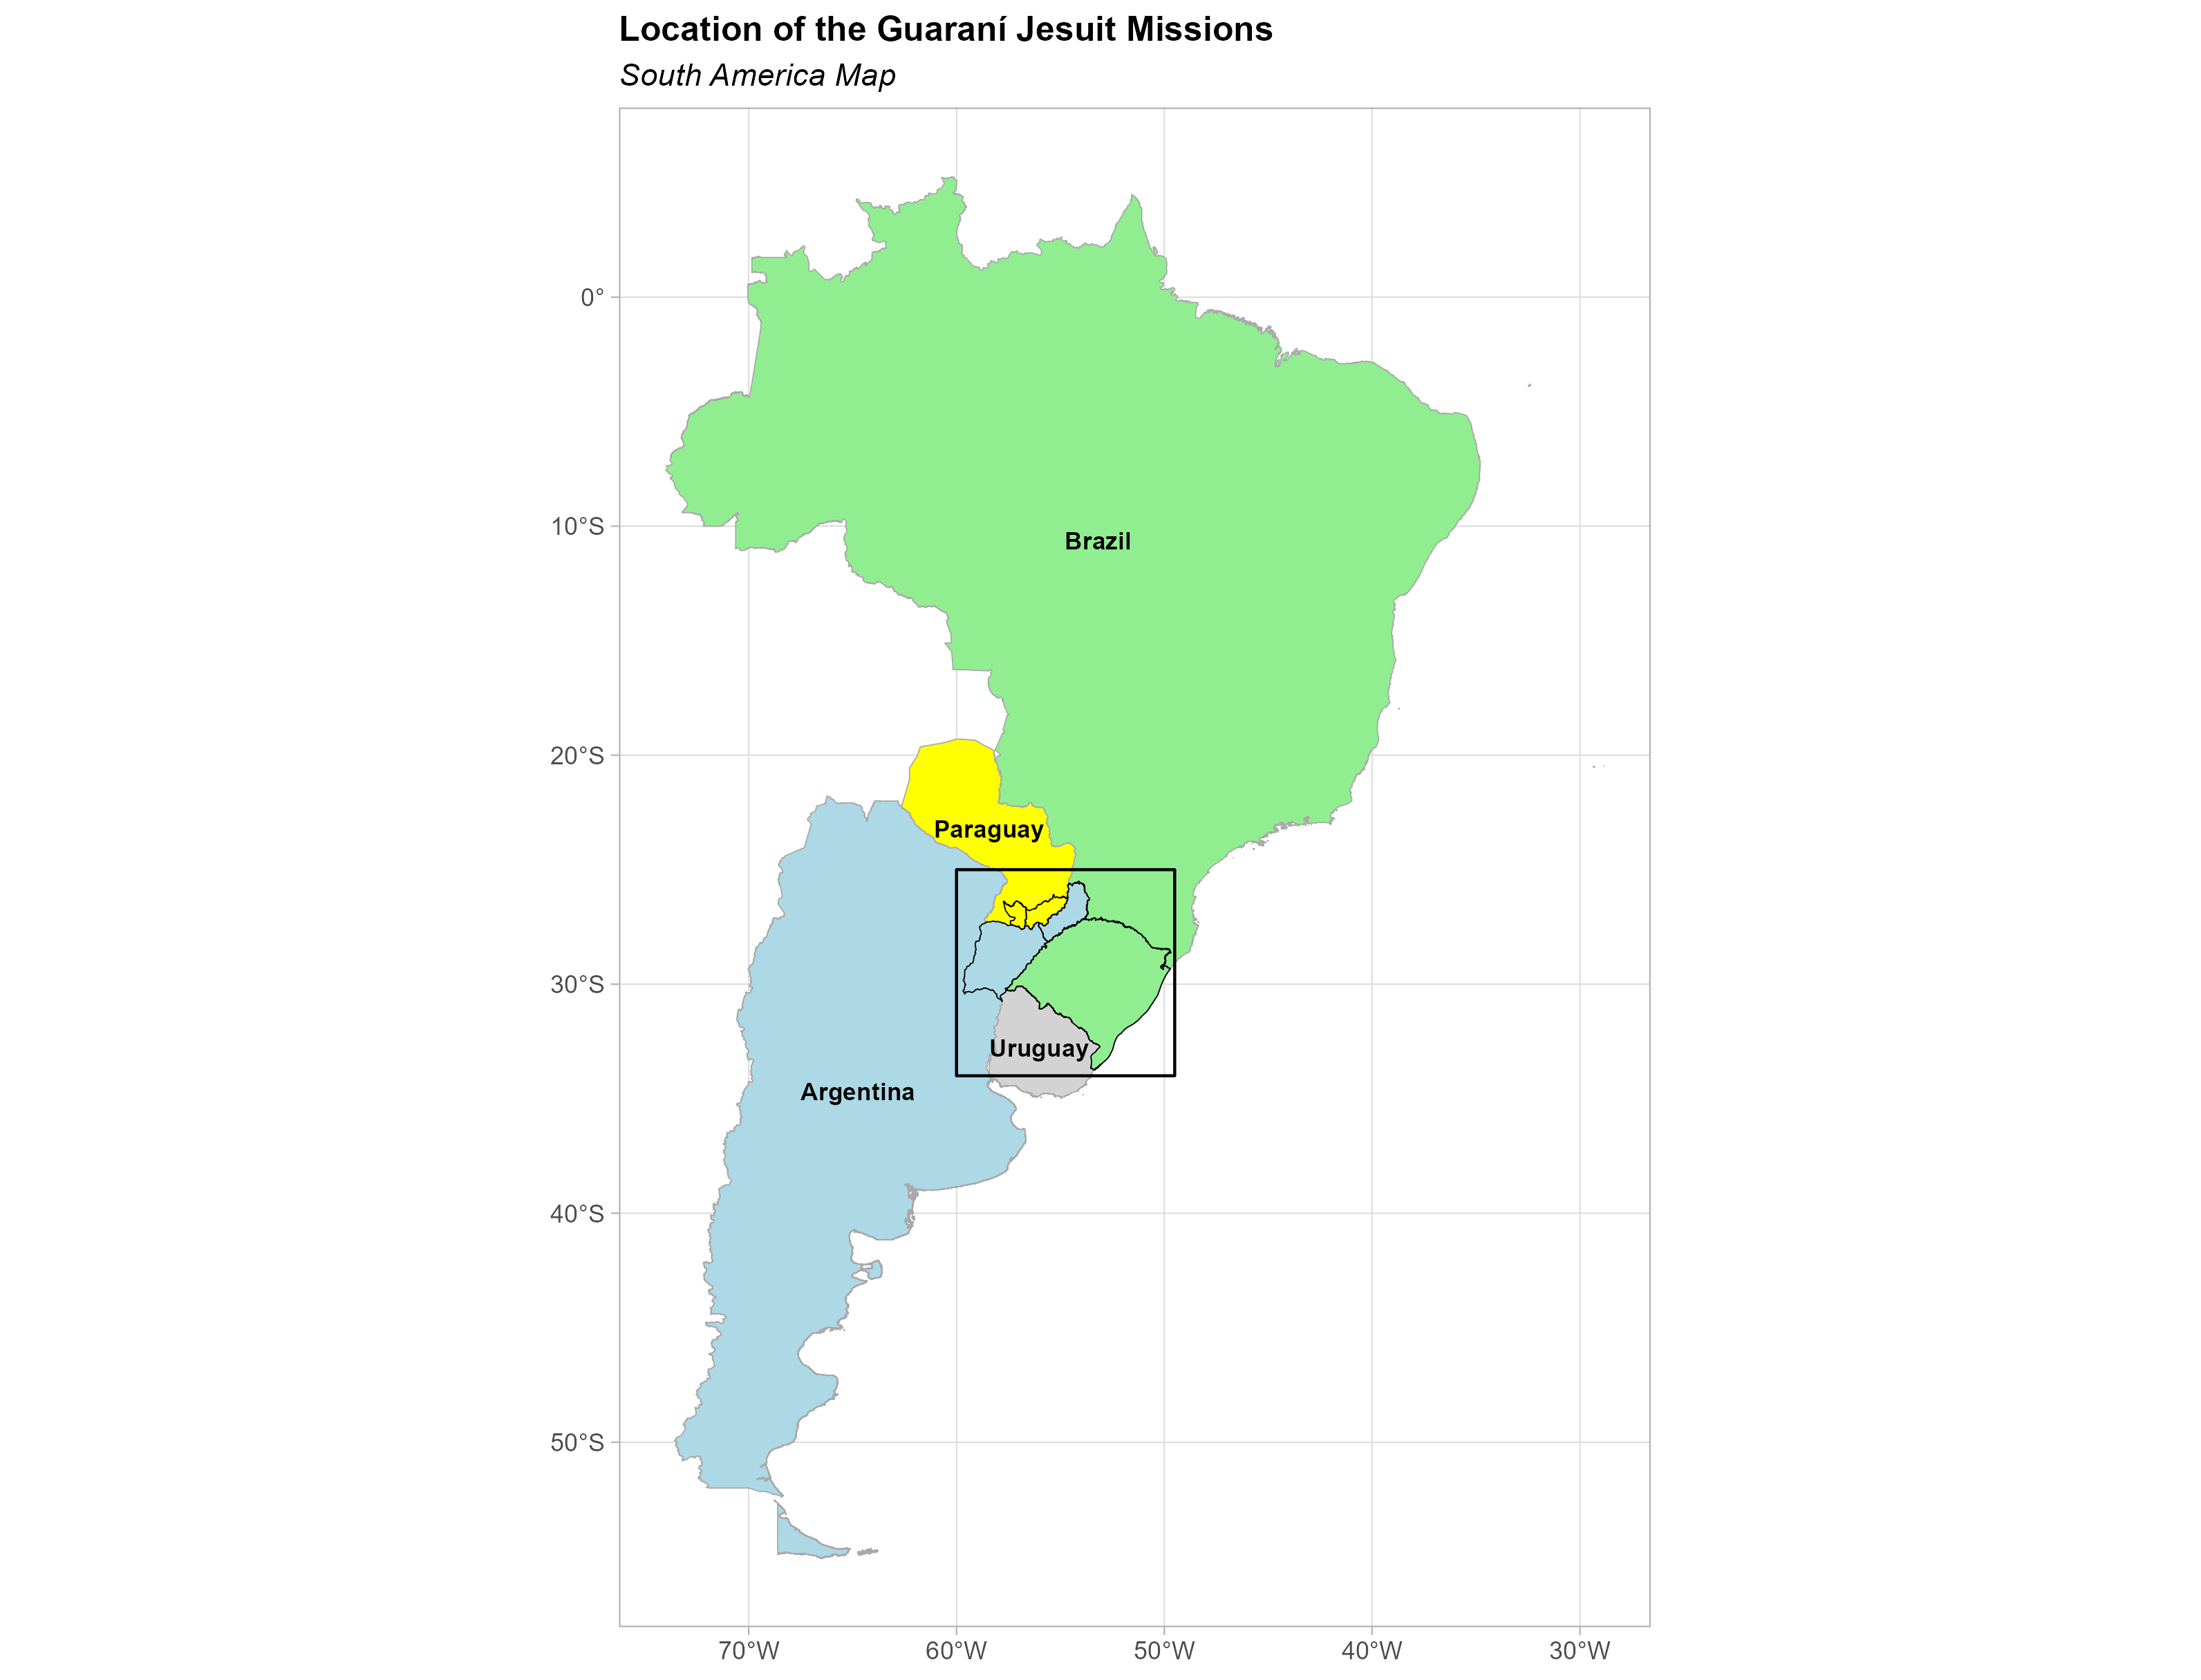 Location of the Guaraní Jesuit Missions
South America Map
0°
10°S
Brazil
20°S
Paraguay
30°S
Uruguay
Argentina
40°S
50°S
70°W 60°W 50°W 40°W 30°W